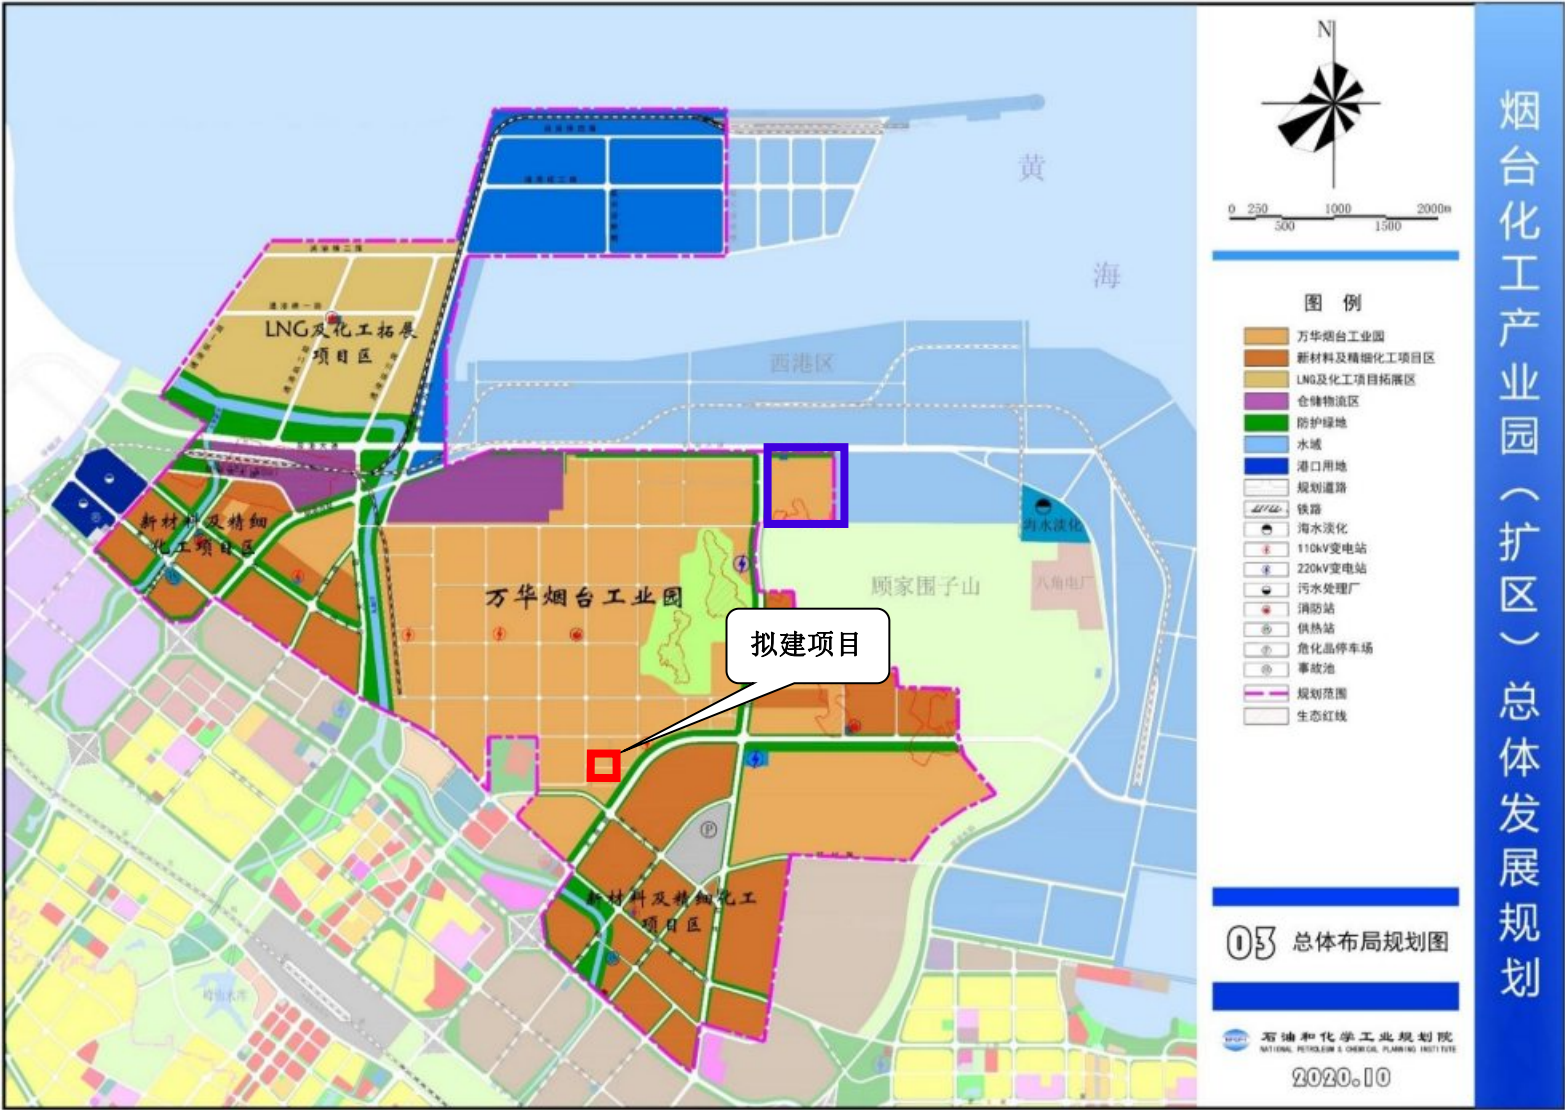 烟台化工产业园（扩区）总体发展规划
N
0 250 1000 2000m
500 1500
黄
海
西港区
LNG及化工拓展
项目区
新材料及精细
化工项目区
万华烟台工业园
顾家围子山
海水淡化
八角电厂
拟建项目
P
新材料及精细化工
项目区
图 例
万华烟台工业园
新材料及精细化工项目区
LNG及化工项目拓展区
仓储物流区
防护绿地
水域
港口用地
规划道路
铁路
海水淡化
110kV变电站
220kV变电站
污水处理厂
消防站
供热站
危化品停车场
事故池
规划范围
生态红线
03 总体布局规划图
石油和化学工业规划院
NATIONAL PETROLEUM & CHEMICAL PLANNING INSTITUTE
2020.10